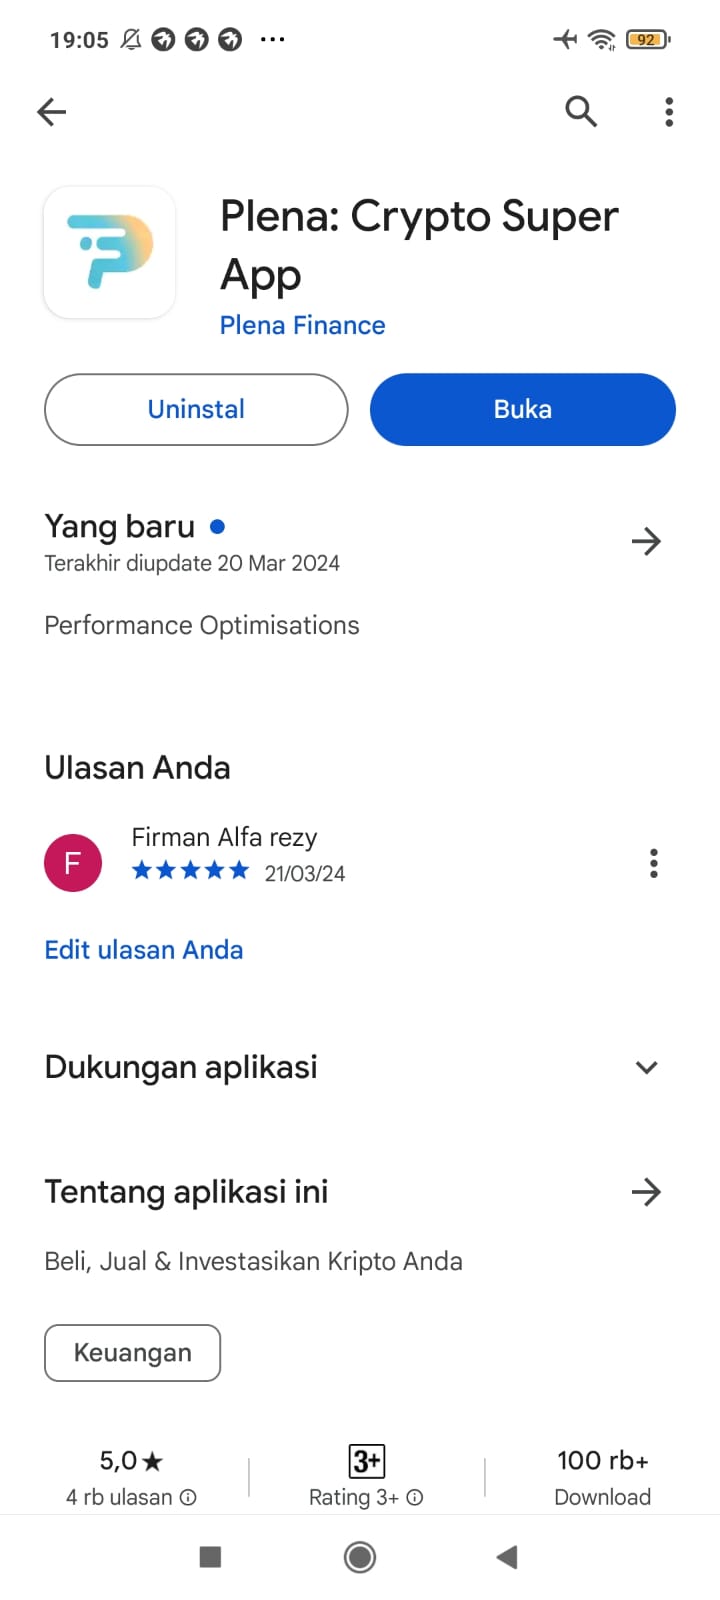 19:05
92
Plena: Crypto Super
App
Plena Finance
Uninstal
Buka
Yang baru
Terakhir diupdate 20 Mar 2024
Performance Optimisations
Ulasan Anda
F
Firman Alfa rezy
21/03/24
Edit ulasan Anda
Dukungan aplikasi
Tentang aplikasi ini
Beli, Jual & Investasikan Kripto Anda
Keuangan
5,0★
4 rb ulasan
3+
Rating 3+
100 rb+
Download